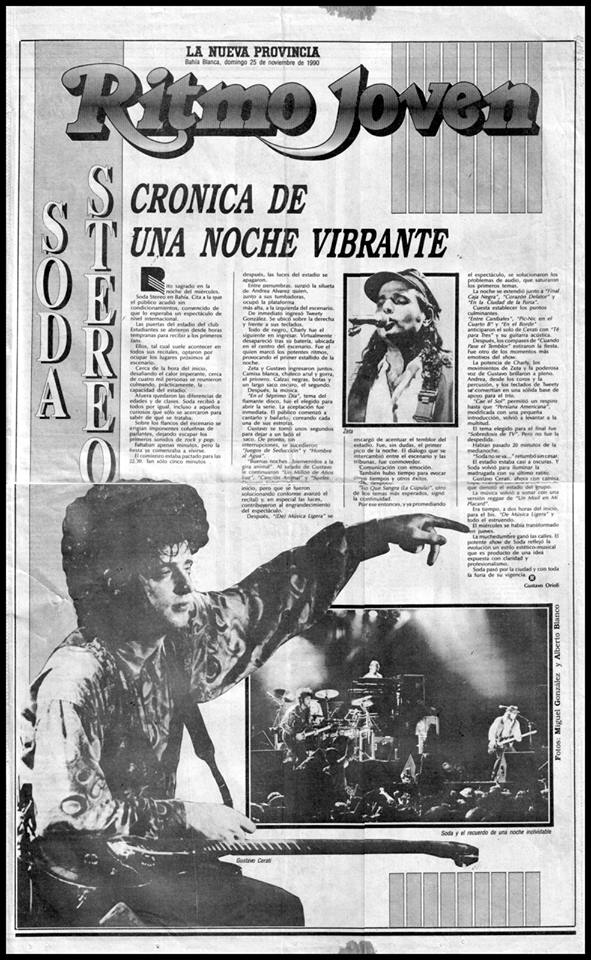 LA NUEVA PROVINCIA
Bahía Blanca, domingo 25 de noviembre de 1990
Ritmo Joven
SODA
STEREO
CRONICA DE
UNA NOCHE VIBRANTE
Rito sagrado en la
noche del miércoles.
Soda Stereo en Bahía. Cita a la que
el público acudió sin
condicionamientos, convencido de
que lo esperaba un espectáculo de
nivel internacional.
Las puertas del estadio del club
Estudiantes se abrieron desde horas
tempranas para recibir a los primeros
fans.
Ellos, tal cual suele acontecer en
todos sus recitales, optaron por
ocupar los lugares próximos al
escenario.
Cerca de la hora del inicio,
desafiando el calor imperante, cerca
de cuatro mil personas se reunieron
colmando, prácticamente, la
capacidad del estadio.
Afuera quedaron las diferencias de
edades y de clases. Soda recibió a
todos por igual, incluso a aquellos
curiosos que sólo se acercaron para
saber de qué se trataba.
Sobre los flancos del escenario se
erigían imponentes columnas de
parlantes, dejando escapar los
primeros sonidos de rock y pop.
Faltaban apenas minutos, pero la
fiesta se comenzaba a vivirse.
El comienzo estaba pactado para las
22.30. Tan sólo cinco minutos
después, las luces del estadio se
apagaron.
Entre penumbras, surgió la silueta
de Andrea Alvarez quien,
junto a sus tumbadoras,
ocupó la plataforma
más alta, a la izquierda del escenario.
De inmediato ingresó Tweety
González. Se ubicó sobre la derecha
y frente a sus teclados.
Todo de negro, Charly fue el
siguiente en ingresar. Virtualmente
desapareció tras su batería, ubicada
en el centro del escenario. Fue el
quien marcó los potentes ritmos,
presecando el primer estallido de la
noche.
Zeta y Gustavo ingresaron juntos.
Camisa blanca, chaleco azul y gorra,
el primero. Calzas negras, botas y
un largo saco oscuro, el segundo.
Después, la música.
"En el Séptimo Día", tema del
flamante disco, fue el elegido para
abrir la serie. La aceptación fue
inmediata. El público comenzó a
cantarlo y bailarlo, coreando cada
una de sus estrofas.
Gustavo se tomó unos segundos
para dejar a un lado el
saco. De pronto, sin
interrupciones, se sucedieron
"Juegos de Seducción" y "Hombre
al Agua".
"Buenas noches...bienvenidos a la
gira animal". Al saludo de Gustavo
le continuaron "Un Millón de Años
Luz", "Canción Animal" y "Sueles
inicio, pero que se fueron
solucionando conforme avanzó el
recital) y, en especial las luces,
contribuyeron al engrandecimiento
del espectáculo.
Después, "(De) Música Ligera" se
Zeta
encargó de acentuar el temblor del
estadio. Fue, sin dudas, el primer
pico de la noche. El diálogo que se
intercambió entre el escenario y las
tribunas, fue conmovedor.
Comunicación con emoción.
También hubo tiempo para evocar
otros tiempos y otros éxitos.
"Lo Que Sangra (La Cúpula)", otro
de los temas más esperados, signó
la continuidad.
Por ese entonces, y ya promediando
el espectáculo, se solucionaron los
problemas de audio, que saturaron
los primeros temas.
La noche se extendió junto a "Final
Caja Negra", "Corazón Delator" y
"En la Ciudad de la Furia".
Cuesta establecer los puntos
culminantes.
"Entre Caníbales", "Pic-Nic en el
Cuarto B" y "En el Borde"
anticiparon el solo de Cerati con "Té
para Tres" y su guitarra acústica.
Después, los compases de "Cuando
Pase el Temblor" entibiaron la fiesta.
Fue otro de los momentos más
emotivos del show.
La potencia de Charly, los
movimientos de Zeta y la poderosa
voz de Gustavo brillaron a pleno.
Andrea, desde los coros y la
percusión, y los teclados de Tweety
se convirtieron en una sólida base de
apoyo para el trío.
"Cae el Sol" permitió un respiro
hasta que "Persiana Americana",
modificada con una pequeña
introducción, volvió a levantar a la
multitud.
El tema elegido para el final fue
"Sobredosis de TV". Pero no fue la
despedida.
Habían pasado 20 minutos de la
medianoche.
"Soda no se va..." retumbó sin cesar.
El estadio estaba casi a oscuras. Y
Soda volvió para iluminar la
madrugada con su último ratito.
Gustavo Cerati, ahora con camisa
que deniotó el estadio del grupo.
La música volvió a sonar con una
versión reggae de "Un Misil en Mi
Placard".
Era tiempo, a dos horas del inicio,
para el bis. "De Música Ligera" y
todo el estruendo.
El miércoles se había transformado
en jueves.
La muchedumbre ganó las calles. El
potente show de Soda reflejó la
evolución un estilo estético-musical
que es producto de una idea
expuesta con claridad y
profesionalismo.
Soda pasó por la ciudad y con toda
la furia de su vigencia.
Gustavo Orioli
Fotos: Miguel González y Alberto Blanco
Soda y el recuerdo de una noche inolvidable
Gustavo Cerati